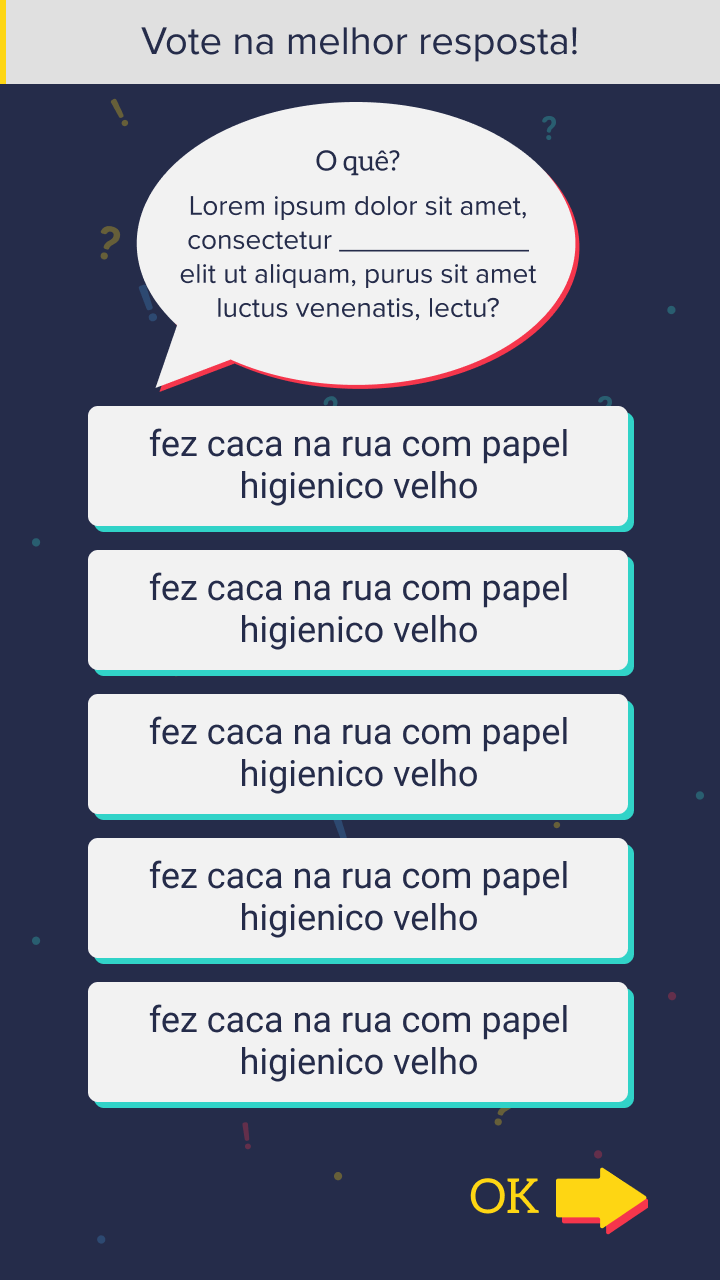 Vote na melhor resposta!
O quê?
Lorem ipsum dolor sit amet,
consectetur ______________
elit ut aliquam, purus sit amet
luctus venenatis, lectu?
fez caca na rua com papel
higienico velho
fez caca na rua com papel
higienico velho
fez caca na rua com papel
higienico velho
fez caca na rua com papel
higienico velho
fez caca na rua com papel
higienico velho
OK